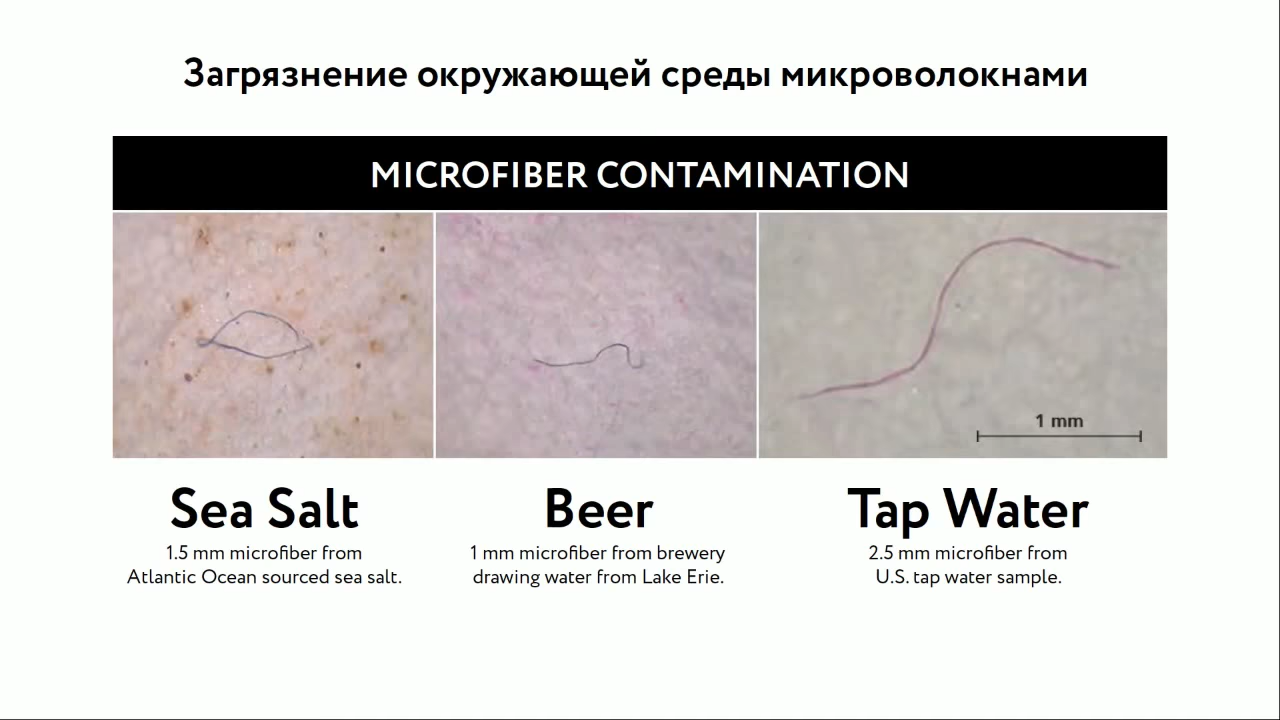 Загрязнение окружающей среды микроволокнами
MICROFIBER CONTAMINATION
1 mm
Sea Salt
1.5 mm microfiber from
Atlantic Ocean sourced sea salt.
Beer
1 mm microfiber from brewery
drawing water from Lake Erie.
Tap Water
2.5 mm microfiber from
U.S. tap water sample.